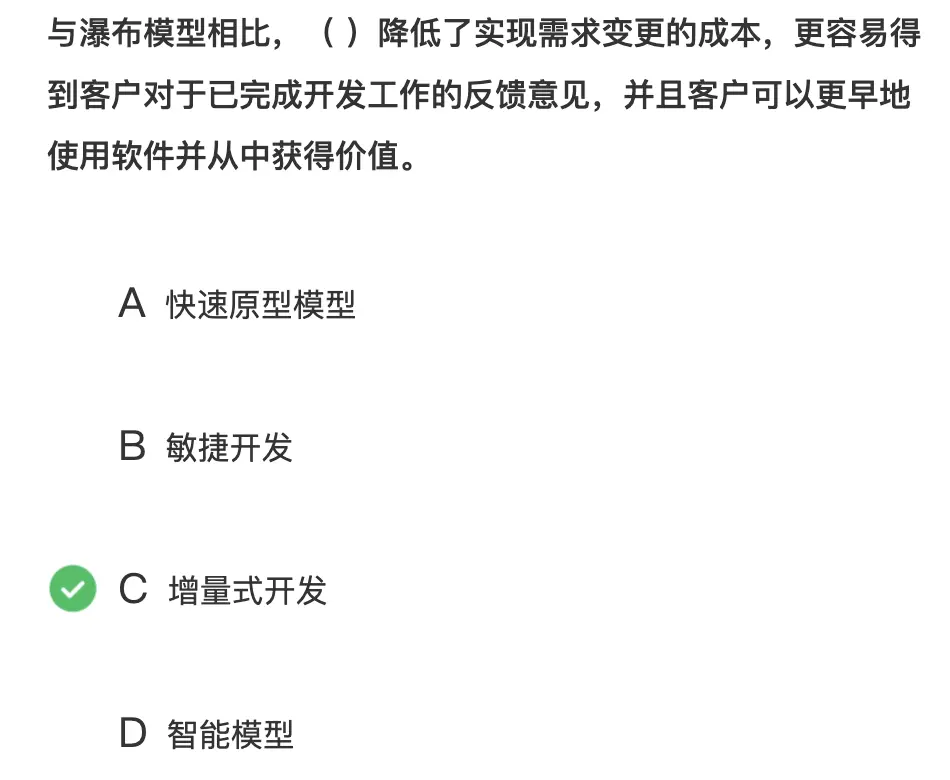 与瀑布模型相比，（ ）降低了实现需求变更的成本，更容易得
到客户对于已完成开发工作的反馈意见，并且客户可以更早地
使用软件并从中获得价值。
A 快速原型模型
B 敏捷开发
C 增量式开发
D 智能模型